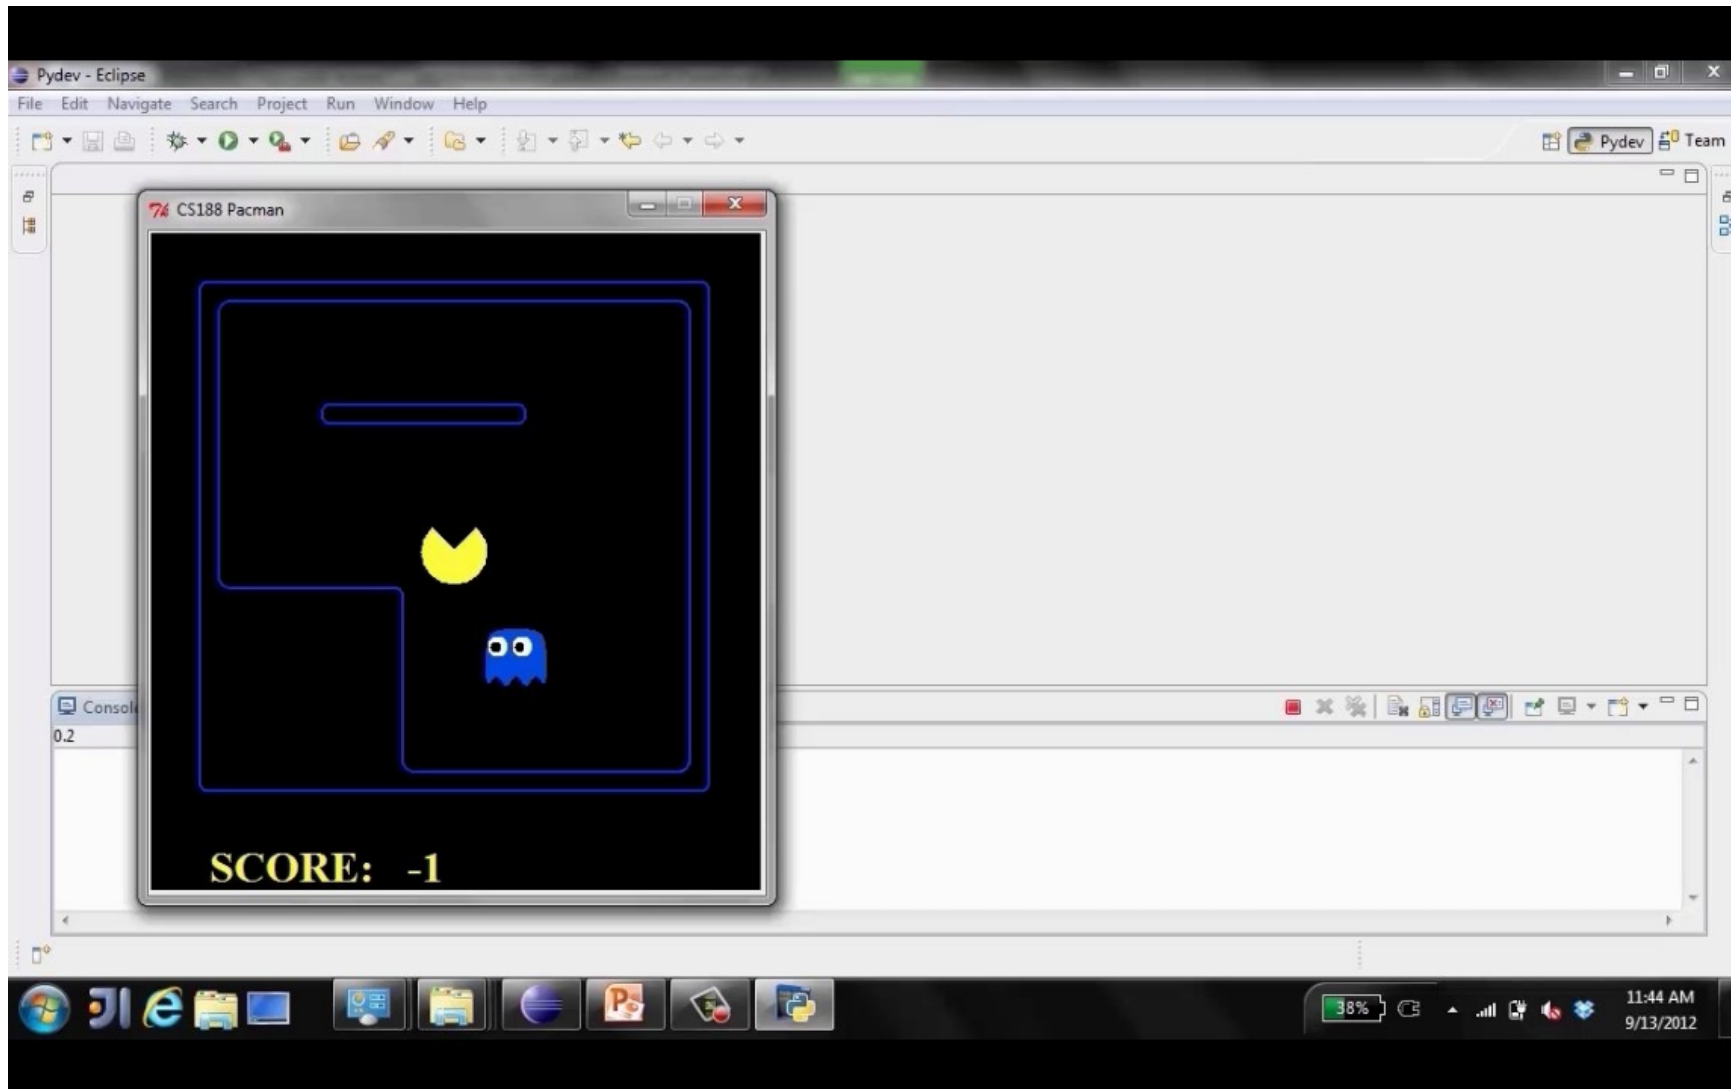 Pydev - Eclipse
File Edit Navigate Search Project Run Window Help
Pydev Team
CS188 Pacman
SCORE: -1
Console
0.2
38%
11:44 AM
9/13/2012